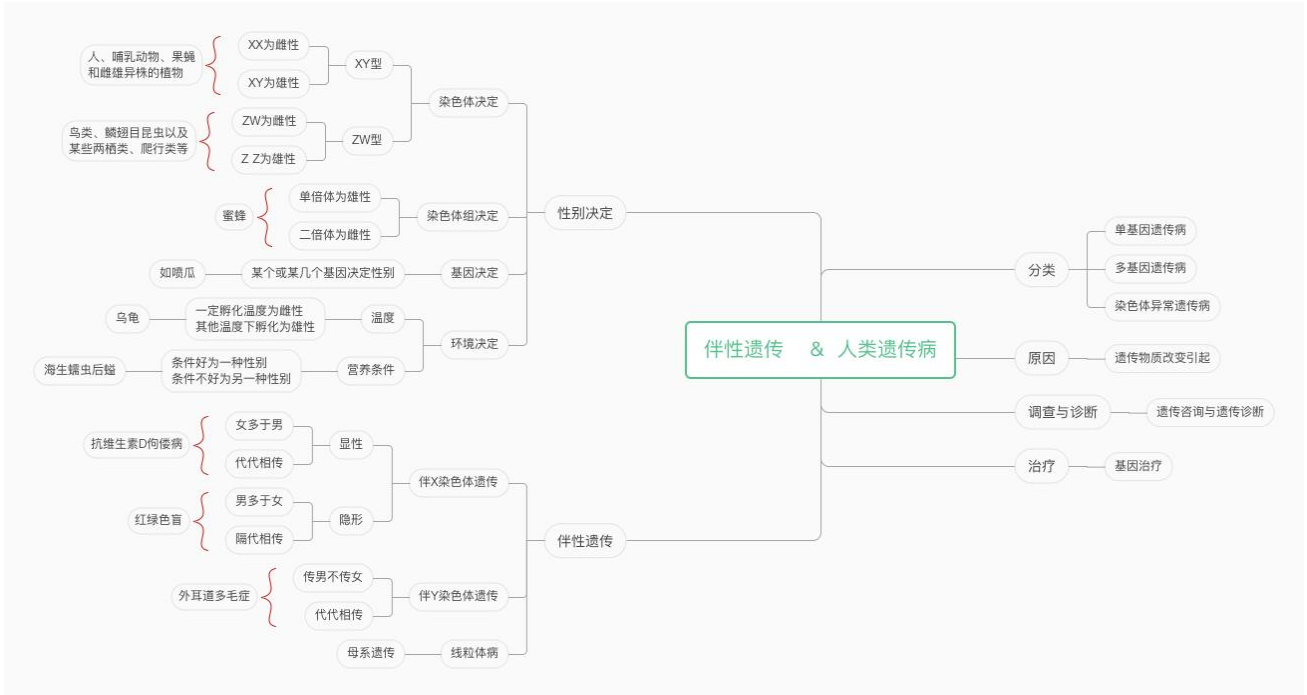 伴性遗传 & 人类遗传病
性别决定
染色体决定
XY型
XX为雌性
XY为雄性
人、哺乳动物、果蝇
和雌雄异株的植物
ZW型
ZW为雌性
Z Z为雄性
鸟类、鳞翅目昆虫以及
某些两栖类、爬行类等
染色体组决定
单倍体为雄性
二倍体为雌性
蜜蜂
基因决定
某个或某几个基因决定性别
如喷瓜
环境决定
温度
一定孵化温度为雌性
其他温度下孵化为雄性
乌龟
营养条件
条件好为一种性别
条件不好为另一种性别
海生蠕虫后螠
伴性遗传
伴X染色体遗传
显性
女多于男
代代相传
抗维生素D佝偻病
隐形
男多于女
隔代相传
红绿色盲
伴Y染色体遗传
传男不传女
代代相传
外耳道多毛症
线粒体病
母系遗传
分类
单基因遗传病
多基因遗传病
染色体异常遗传病
原因
遗传物质改变引起
调查与诊断
遗传咨询与遗传诊断
治疗
基因治疗